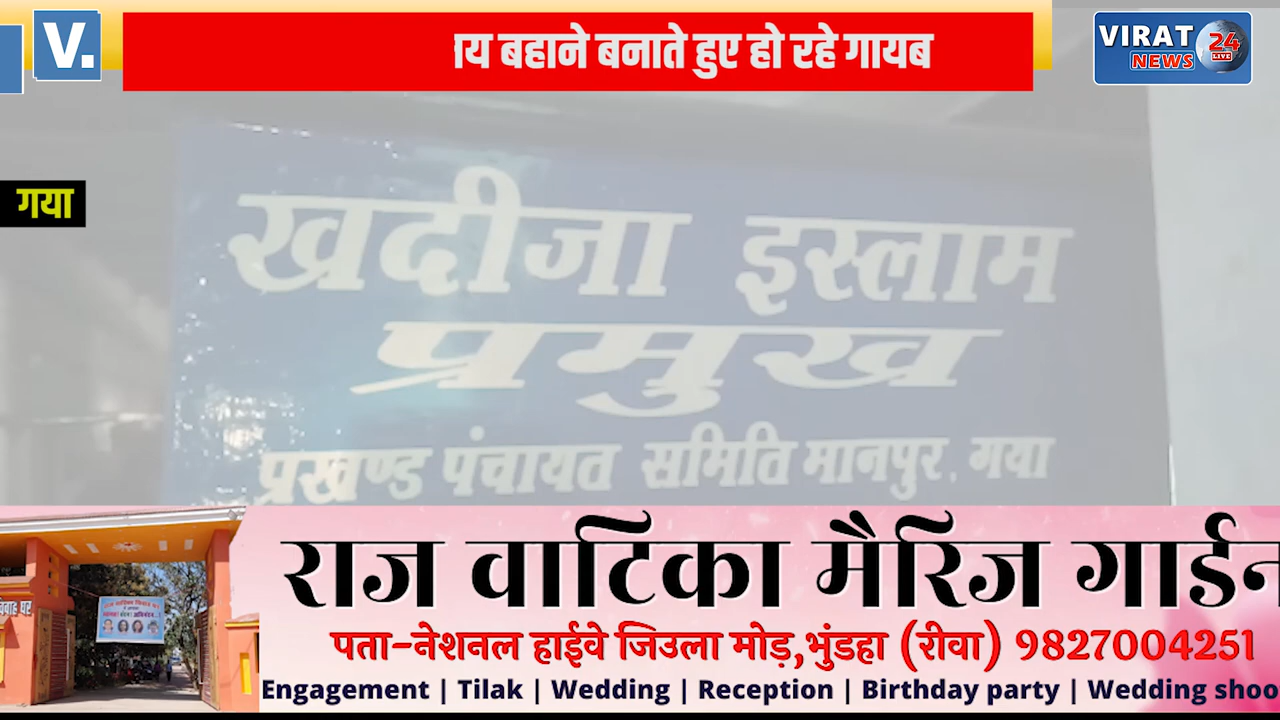 V.
बहाने बनाते हुए हो रहे गायब
VIRAT
24
NEWS
LIVE
गया
खदीजा इस्लाम
प्रमुख
प्रखण्ड पंचायत समिति मानपुर, गया
राज वाटिका मैरिज गार्डन
पता-नेशनल हाईवे जिउला मोड़,भुंडहा (रीवा) 9827004251
Engagement | Tilak | Wedding | Reception | Birthday party | Wedding shoo